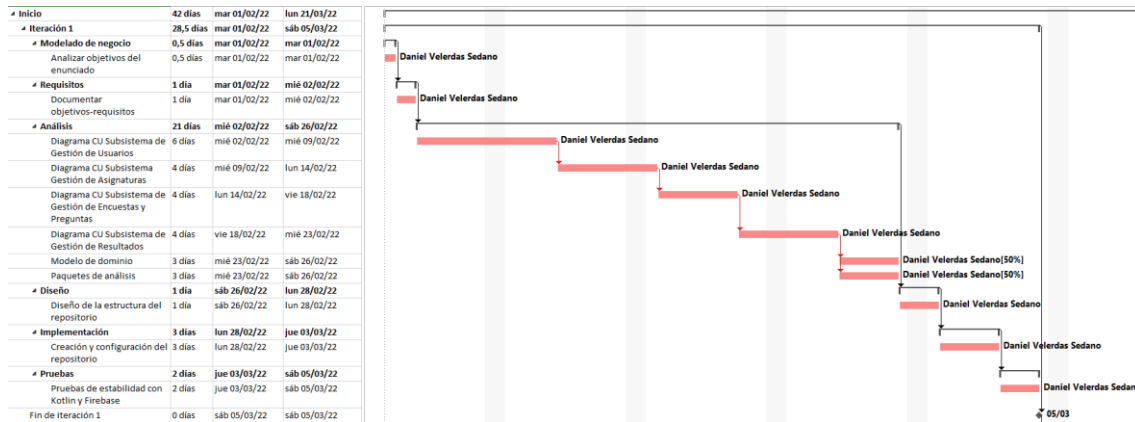 Inicio 42 días mar 01/02/22 lun 21/03/22
Iteración 1 28,5 días mar 01/02/22 sáb 05/03/22
Modelado de negocio 0,5 días mar 01/02/22 mar 01/02/22
Analizar objetivos del 0,5 días mar 01/02/22 mar 01/02/22 Daniel Velerdas Sedano
enunciado
Requisitos 1 día mar 01/02/22 mié 02/02/22
Documentar 1 día mar 01/02/22 mié 02/02/22 Daniel Velerdas Sedano
objetivos-requisitos
Análisis 21 días mié 02/02/22 sáb 26/02/22
Diagrama CU Subsistema de 6 días mié 02/02/22 mié 09/02/22 Daniel Velerdas Sedano
Gestión de Usuarios
Diagrama CU Subsistema 4 días mié 09/02/22 lun 14/02/22 Daniel Velerdas Sedano
Gestión de Asignaturas
Diagrama CU Subsistema de 4 días lun 14/02/22 vie 18/02/22 Daniel Velerdas Sedano
Gestión de Encuestas y
Preguntas
Diagrama CU Subsistema de 4 días vie 18/02/22 mié 23/02/22 Daniel Velerdas Sedano
Gestión de Resultados
Modelo de dominio 3 días mié 23/02/22 sáb 26/02/22 Daniel Velerdas Sedano[50%]
Paquetes de análisis 3 días mié 23/02/22 sáb 26/02/22 Daniel Velerdas Sedano[50%]
Diseño 1 día sáb 26/02/22 lun 28/02/22
Diseño de la estructura del 1 día sáb 26/02/22 lun 28/02/22 Daniel Velerdas Sedano
repositorio
Implementación 3 días lun 28/02/22 jue 03/03/22
Creación y configuración del 3 días lun 28/02/22 jue 03/03/22 Daniel Velerdas Sedano
repositorio
Pruebas 2 días jue 03/03/22 sáb 05/03/22
Pruebas de estabilidad con 2 días jue 03/03/22 sáb 05/03/22 Daniel Velerdas Sedan
Kotlin y Firebase
Fin de Iteración 1 0 días sáb 05/03/22 sáb 05/03/22 05/03